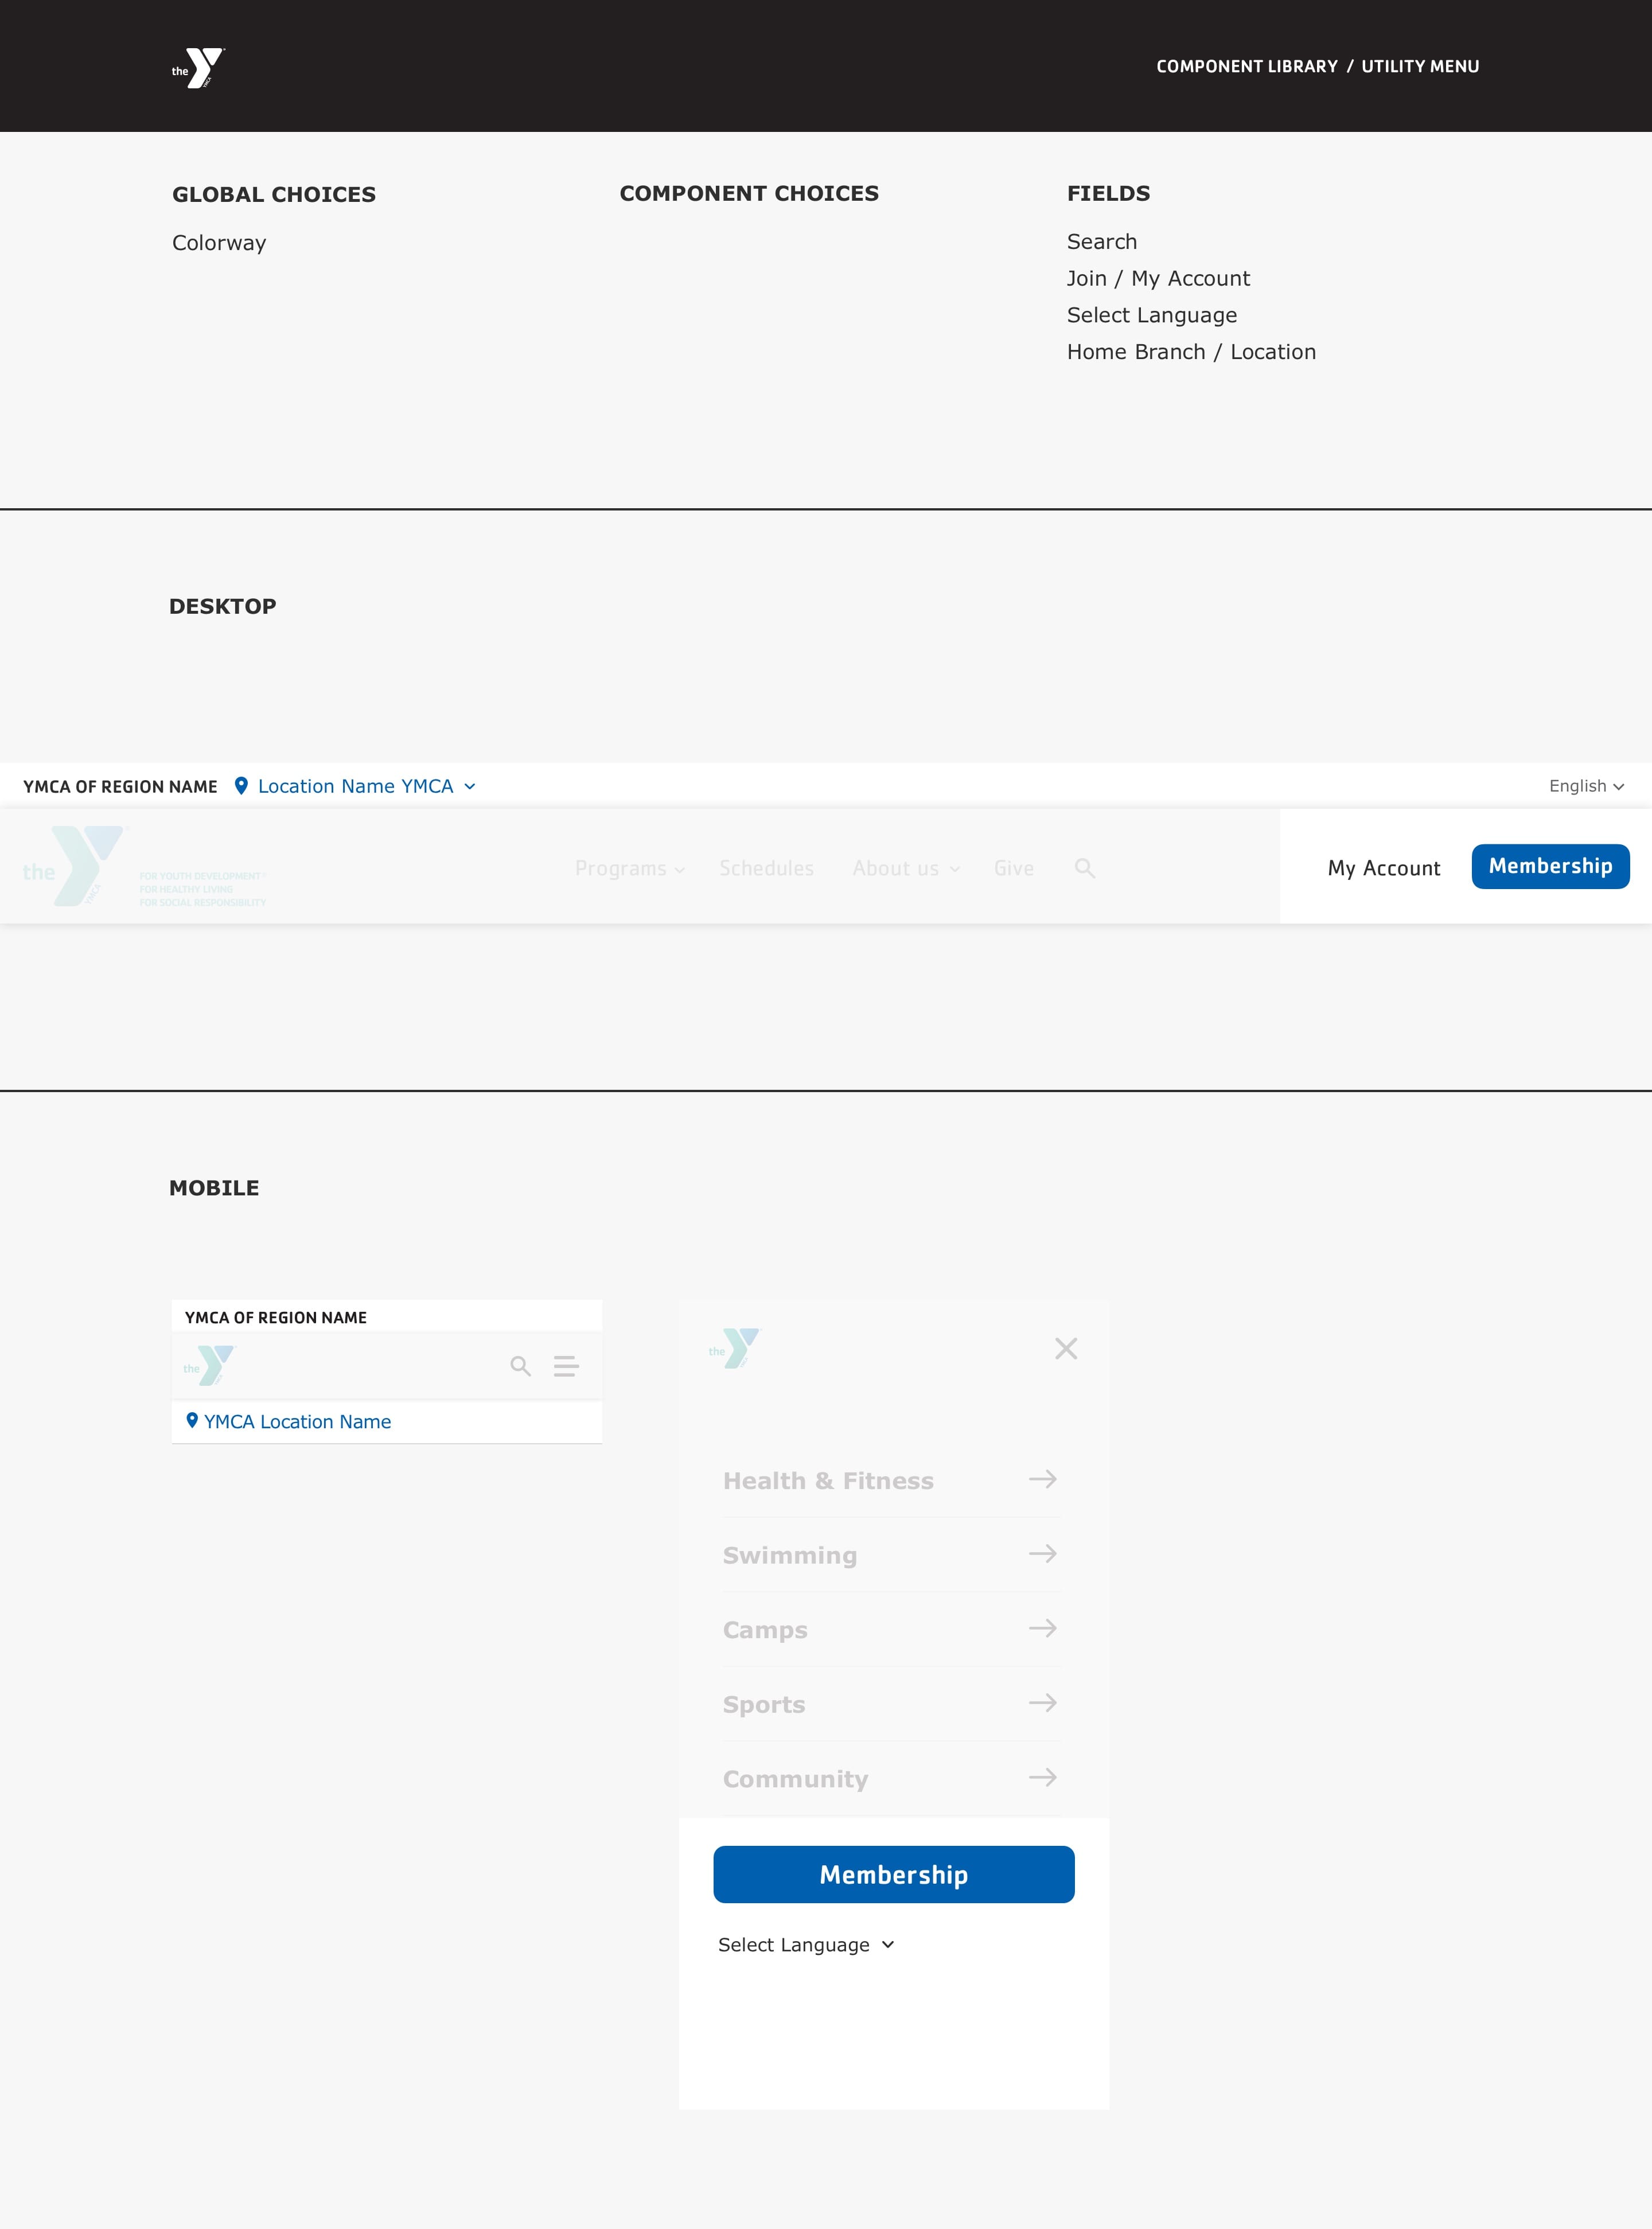 the
YMCA
COMPONENT LIBRARY / UTILITY MENU
GLOBAL CHOICES
Colorway
COMPONENT CHOICES
FIELDS
Search
Join / My Account
Select Language
Home Branch / Location
DESKTOP
YMCA OF REGION NAME
Location Name YMCA
English
the
YMCA
FOR YOUTH DEVELOPMENT
FOR HEALTHY LIVING
FOR SOCIAL RESPONSIBILITY
Programs
Schedules
About us
Give
My Account
Membership
MOBILE
YMCA OF REGION NAME
the
YMCA Location Name
the
Health & Fitness
Swimming
Camps
Sports
Community
Membership
Select Language